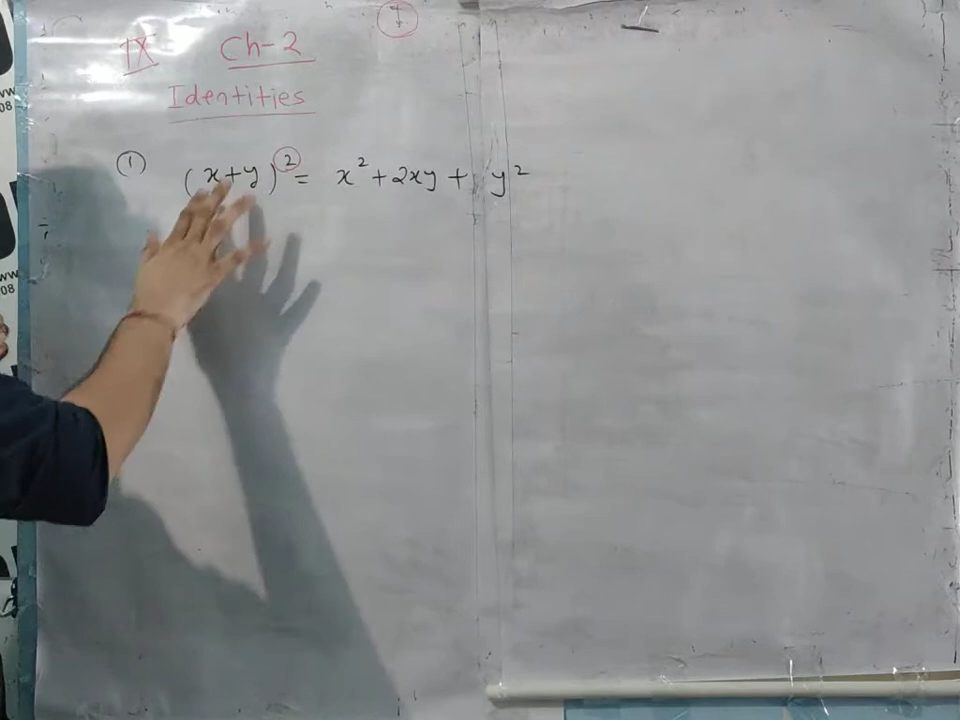 IX Ch-2
Identities
① (x+y)² = x² + 2xy + y²